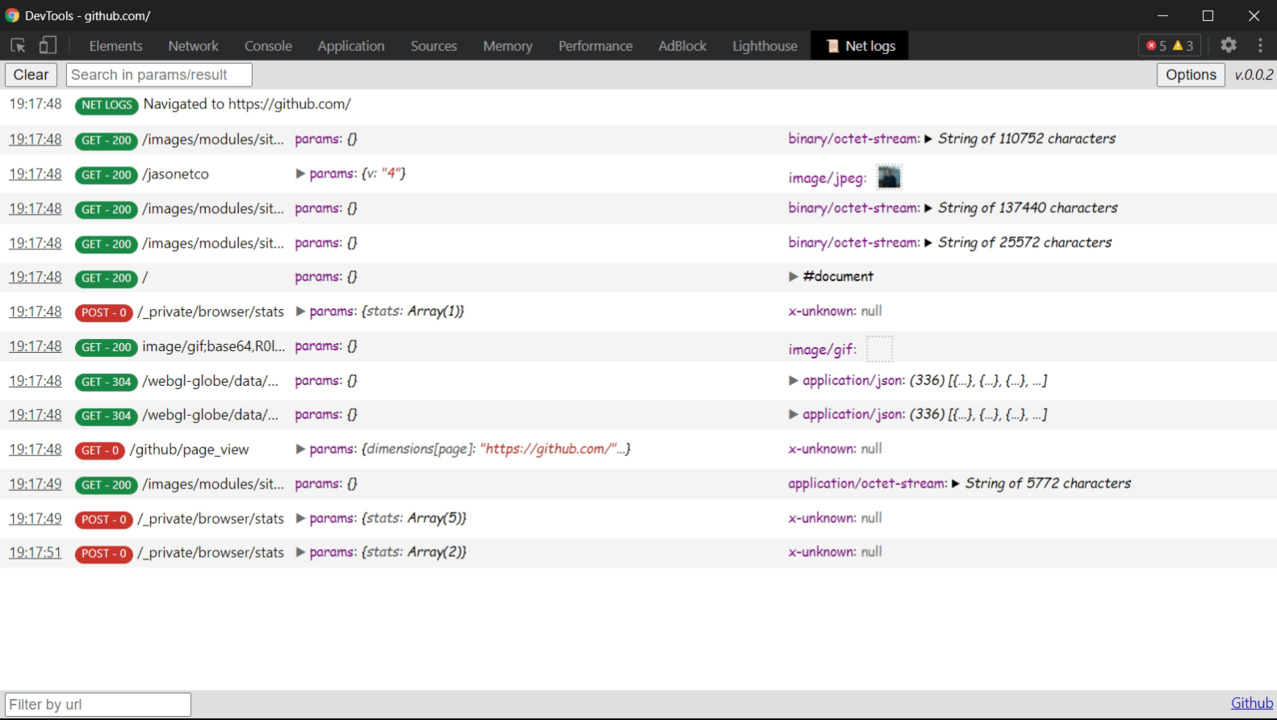 DevTools - github.com/
Elements Network Console Application Sources Memory Performance AdBlock Lighthouse Net logs 5 3
Clear Search in params/result Options v.0.0.2
19:17:48 NET LOGS Navigated to https://github.com/
19:17:48 GET - 200 /images/modules/sit... params: {} binary/octet-stream: ▶ String of 110752 characters
19:17:48 GET - 200 /jasonetco ▶ params: {v: "4"} image/jpeg:
19:17:48 GET - 200 /images/modules/sit... params: {} binary/octet-stream: ▶ String of 137440 characters
19:17:48 GET - 200 /images/modules/sit... params: {} binary/octet-stream: ▶ String of 25572 characters
19:17:48 GET - 200 / params: {} ▶ #document
19:17:48 POST - 0 /_private/browser/stats ▶ params: {stats: Array(1)} x-unknown: null
19:17:48 GET - 200 image/gif;base64,R0l... params: {} image/gif:
19:17:48 GET - 304 /webgl-globe/data/... params: {} ▶ application/json: (336) [{...}, {...}, {...}, ...]
19:17:48 GET - 304 /webgl-globe/data/... params: {} ▶ application/json: (336) [{...}, {...}, {...}, ...]
19:17:48 GET - 0 /github/page_view ▶ params: {dimensions[page]: "https://github.com/"...} x-unknown: null
19:17:49 GET - 200 /images/modules/sit... params: {} application/octet-stream: ▶ String of 5772 characters
19:17:49 POST - 0 /_private/browser/stats ▶ params: {stats: Array(5)} x-unknown: null
19:17:51 POST - 0 /_private/browser/stats ▶ params: {stats: Array(2)} x-unknown: null
Filter by url Github